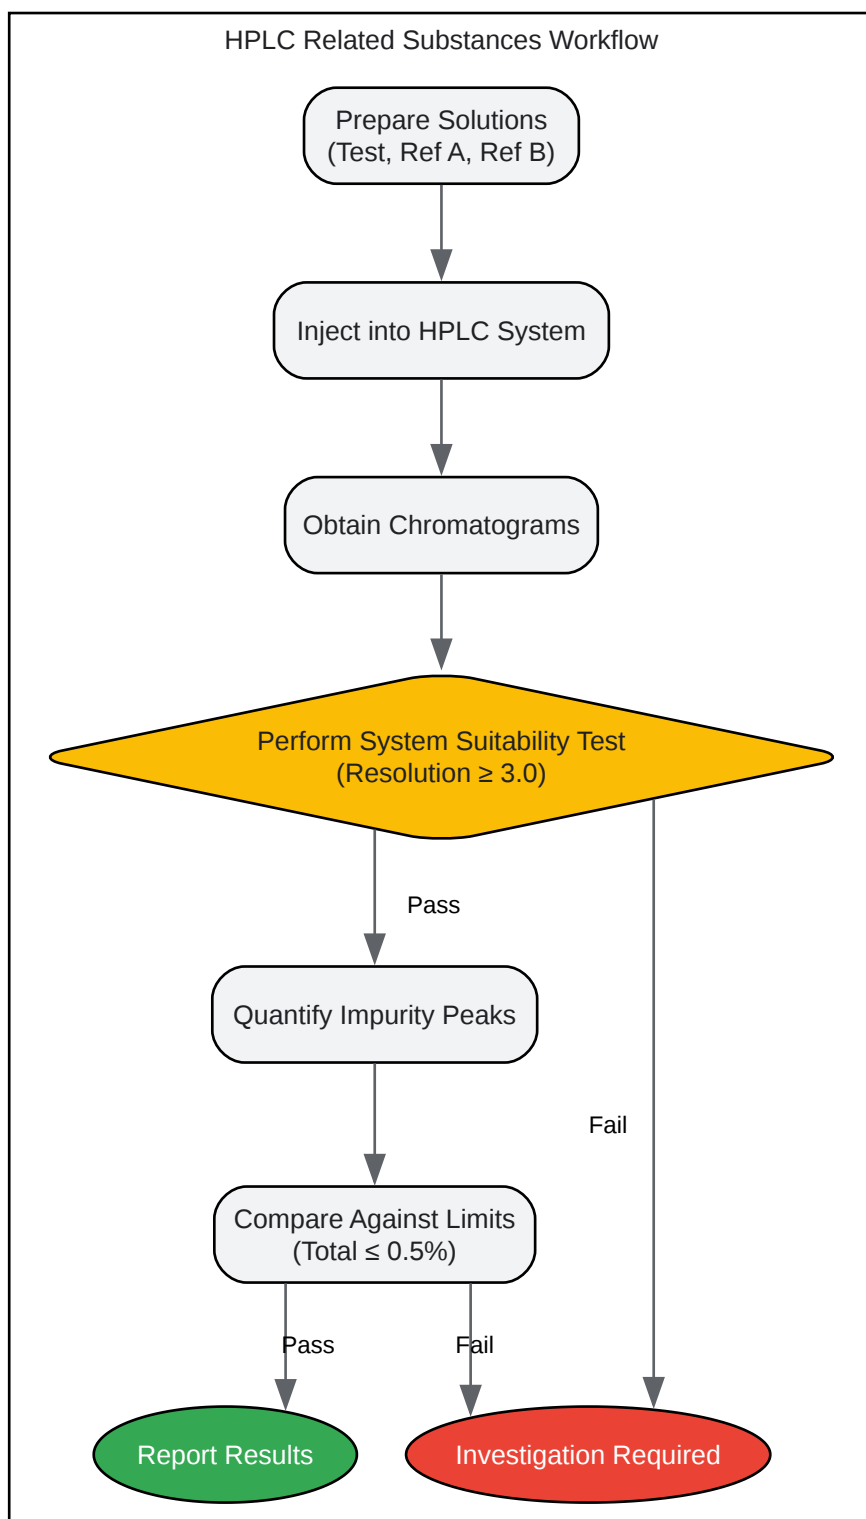 HPLC Related Substances Workflow
Prepare Solutions
(Test, Ref A, Ref B)
Inject into HPLC System
Obtain Chromatograms
Perform System Suitability Test
(Resolution ≥ 3.0)
Pass
Quantify Impurity Peaks
Fail
Compare Against Limits
(Total ≤ 0.5%)
Pass
Fail
Report Results
Investigation Required